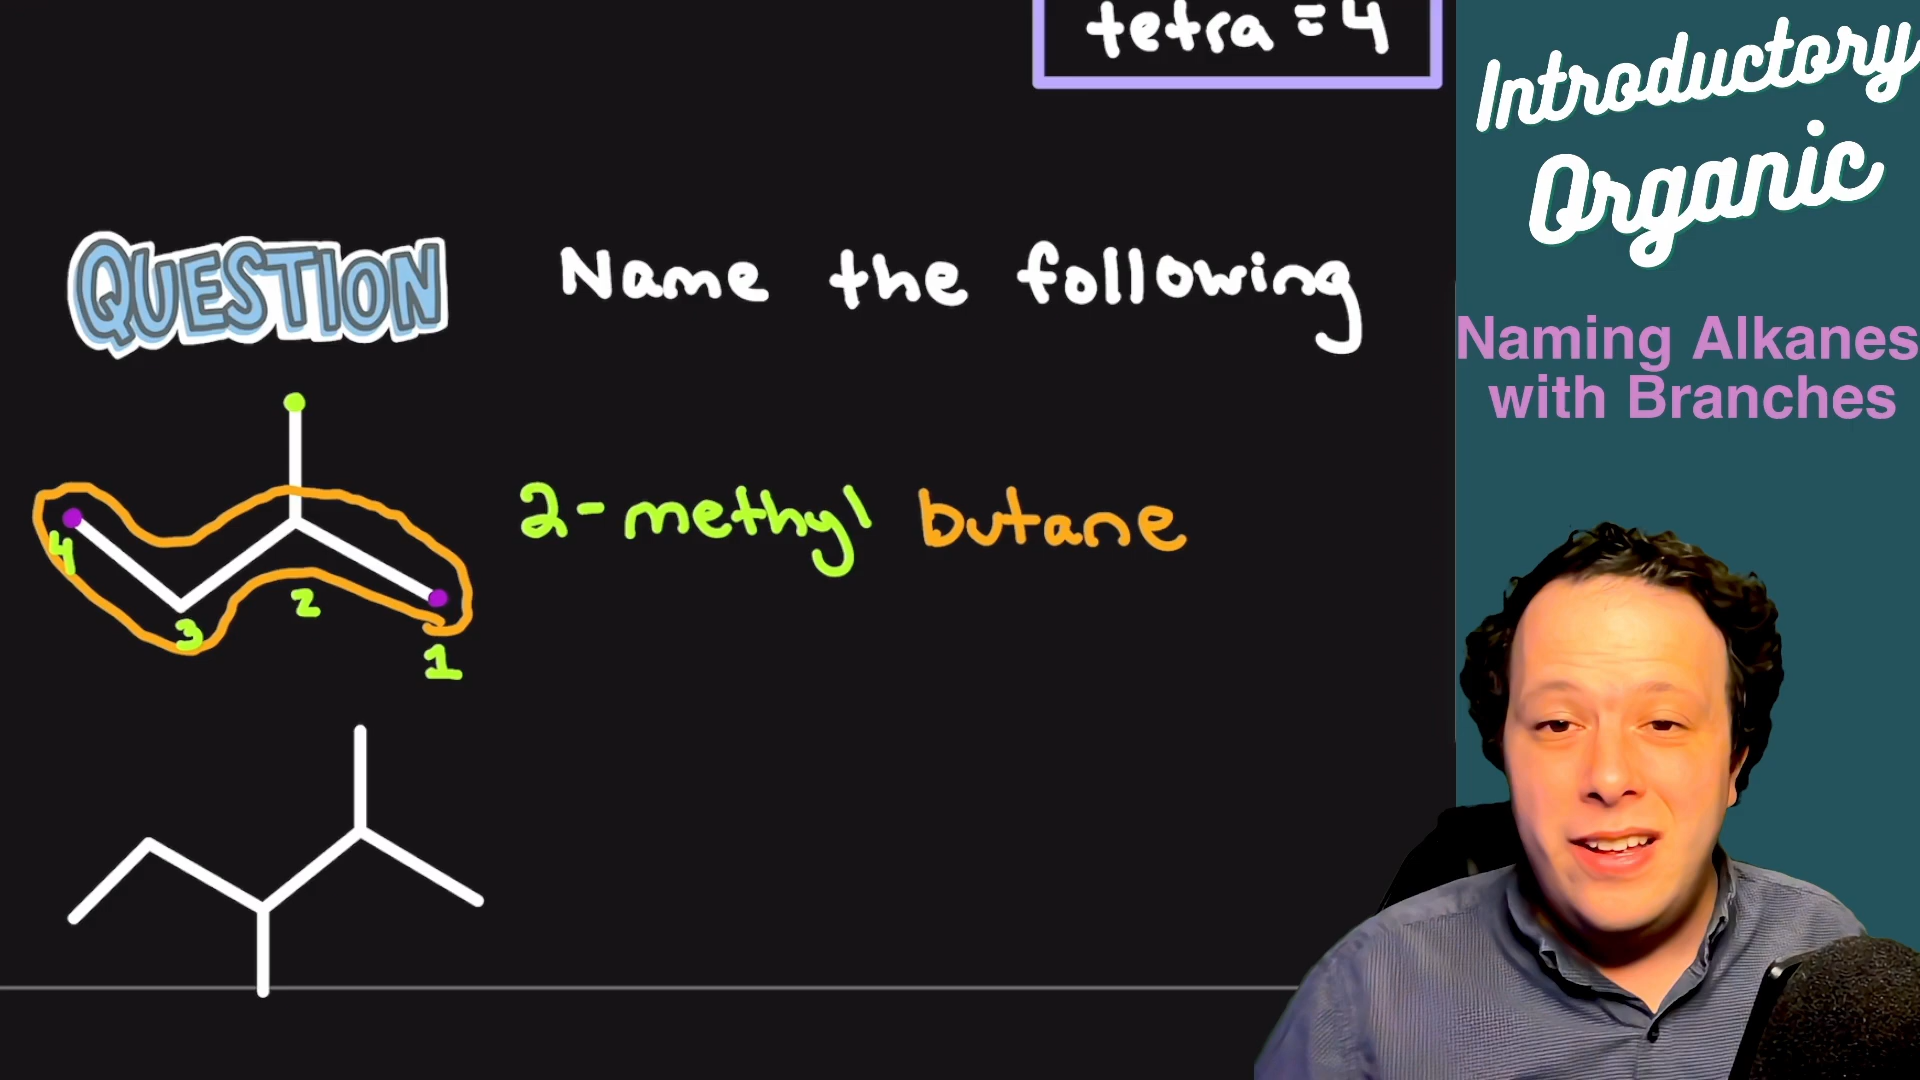 tetra = 4
QUESTION Name the following
2-methyl butane
4
3
2
1
Introductory
Organic
Naming Alkanes
with Branches